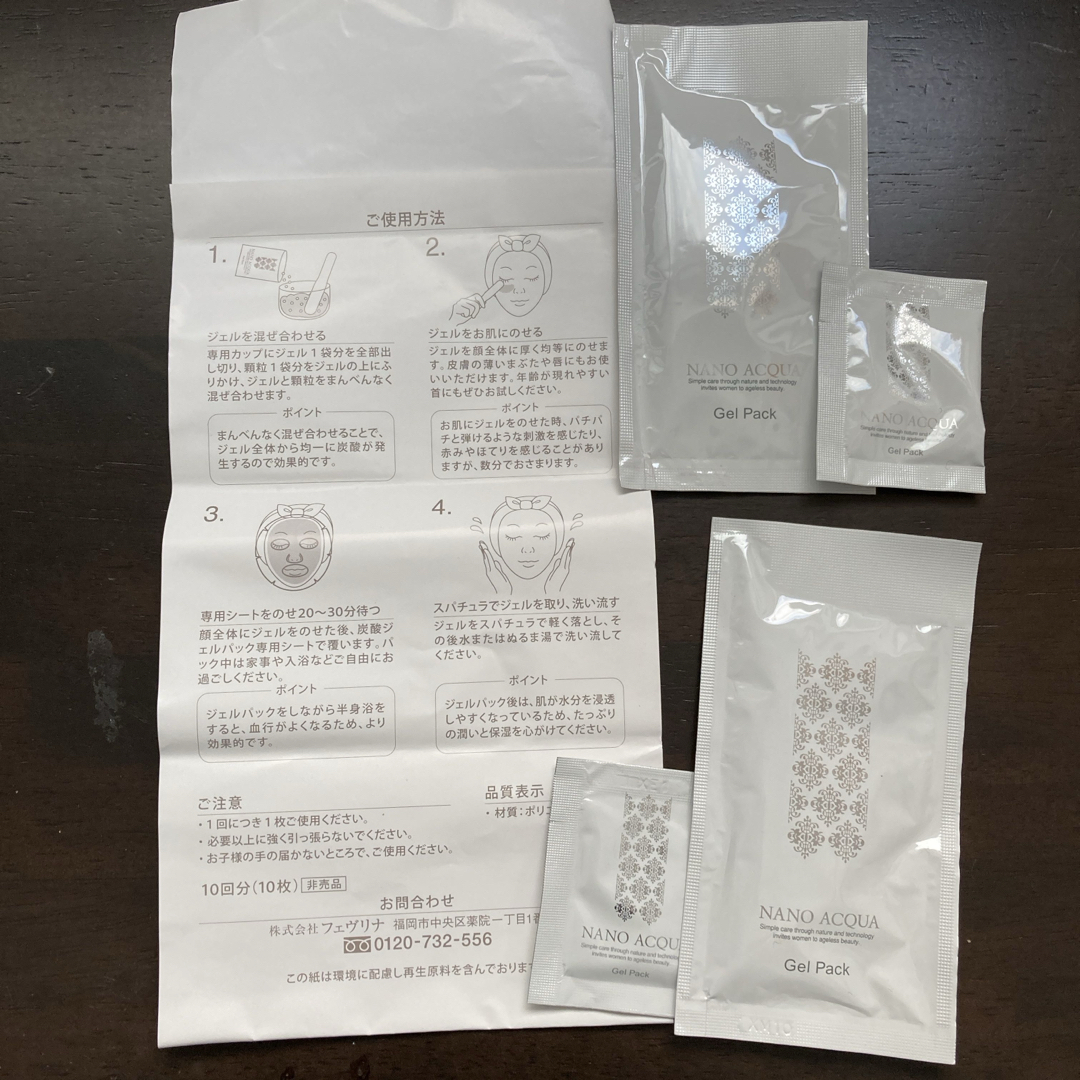 ご使用方法
1.
ジェルを混ぜ合わせる
専用カップにジェル1袋分を全部出
し切り、顆粒1袋分をジェルの上にふ
りかけ、ジェルと顆粒をまんべんなく
混ぜ合わせます。
ポイント
まんべんなく混ぜ合わせることで、
ジェル全体から均一に炭酸が発
生するので効果的です。
2.
ジェルをお肌にのせる
ジェルを顔全体に厚く均等にのせま
す。皮膚の薄いまぶたや唇にもお使
いいただけます。年齢が現れやすい
首にもぜひお試しください。
ポイント
お肌にジェルをのせた時、パチパ
チと弾けるような刺激を感じたり、
赤みやほてりを感じることがあり
ますが、数分でおさまります。
3.
専用シートをのせ20〜30分待つ
顔全体にジェルをのせた後、炭酸ジ
ェルパック専用シートで覆います。パ
ック中は家事や入浴などご自由にお
過ごしください。
ポイント
ジェルパックをしながら半身浴を
すると、血行がよくなるため、より
効果的です。
4.
スパチュラでジェルを取り、洗い流す
ジェルをスパチュラで軽く落とし、そ
の後水またはぬるま湯で洗い流して
ください。
ポイント
ジェルパック後は、肌が水分を浸透
しやすくなっているため、たっぷり
の潤いと保湿を心がけてください。
ご注意
・1回につき1枚ご使用ください。
・必要以上に強く引っ張らないでください。
・お子様の手の届かないところで、ご使用ください。
品質表示
・材質：ポリエ
10回分（10枚） 非売品
お問合わせ
株式会社フェヴリナ 福岡市中央区薬院一丁目1番
0120-732-556
この紙は環境に配慮し再生原料を含んでおります
NANO ACQUA
Simple care through nature and technology
invites women to ageless beauty.
Gel Pack
NANO ACQUA
Simple care through nature and technology
invites women to ageless beauty.
Gel Pack
NANO ACQU
Simple care through nature and technolog
invites women to ageless beauty.
Gel Pack
NANO ACQUA
Simple care through nature and technology
invites women to ageless beauty.
Gel Pack